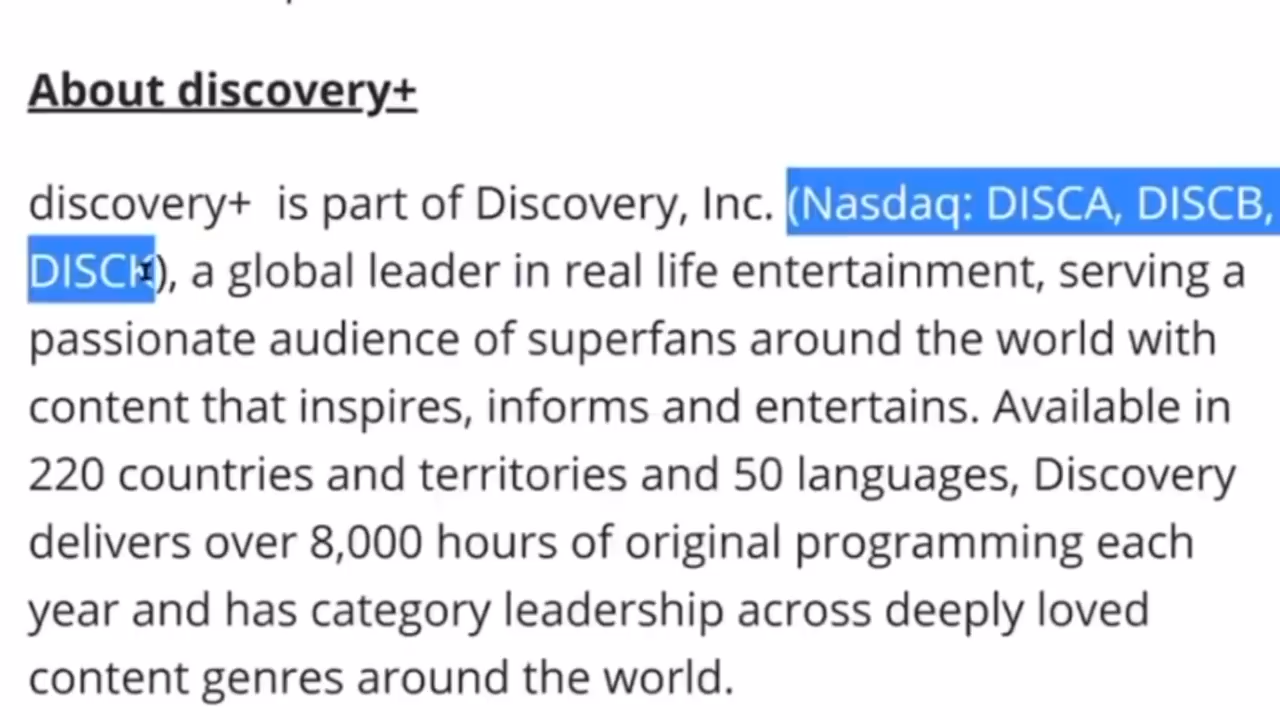 About discovery+
discovery+ is part of Discovery, Inc. (Nasdaq: DISCA, DISCB,
DISCK), a global leader in real life entertainment, serving a
passionate audience of superfans around the world with
content that inspires, informs and entertains. Available in
220 countries and territories and 50 languages, Discovery
delivers over 8,000 hours of original programming each
year and has category leadership across deeply loved
content genres around the world.